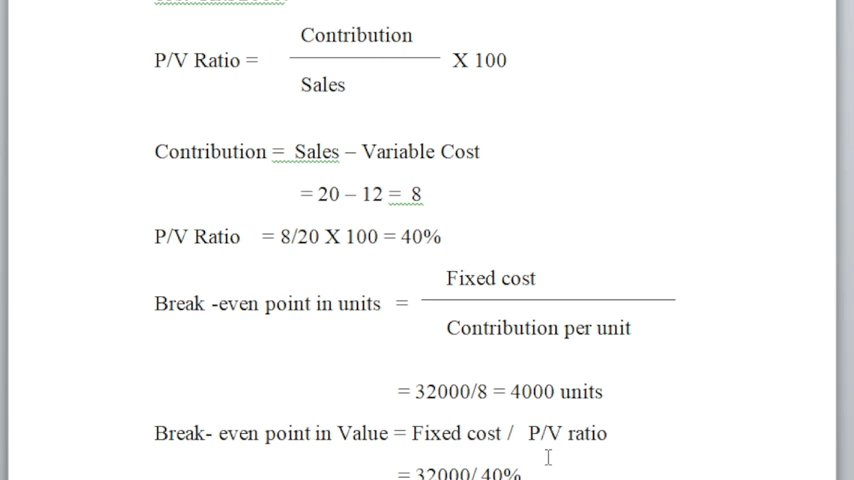 Contribution
P/V Ratio = X 100
Sales
Contribution = Sales – Variable Cost
= 20 – 12 = 8
P/V Ratio = 8/20 X 100 = 40%
Fixed cost
Break -even point in units =
Contribution per unit
= 32000/8 = 4000 units
Break- even point in Value = Fixed cost / P/V ratio
= 32000/ 40%